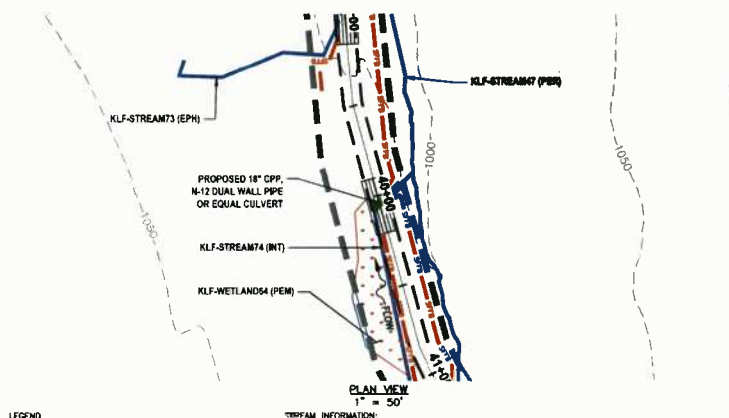 00-
KLF-STREAM47 (PER)
KLF-STREAM73 (EPH)
1000
1050
PROPOSED 18" CPP,
N-12 DUAL WALL PIPE
OR EQUAL CULVERT
40+00
1050
KLF-STREAM74 (INT)
KLF-WETLAND64 (PEM)
FLOW
41+0
PLAN VIEW
1" = 50'
LEGEND
STREAM INFORMATION: